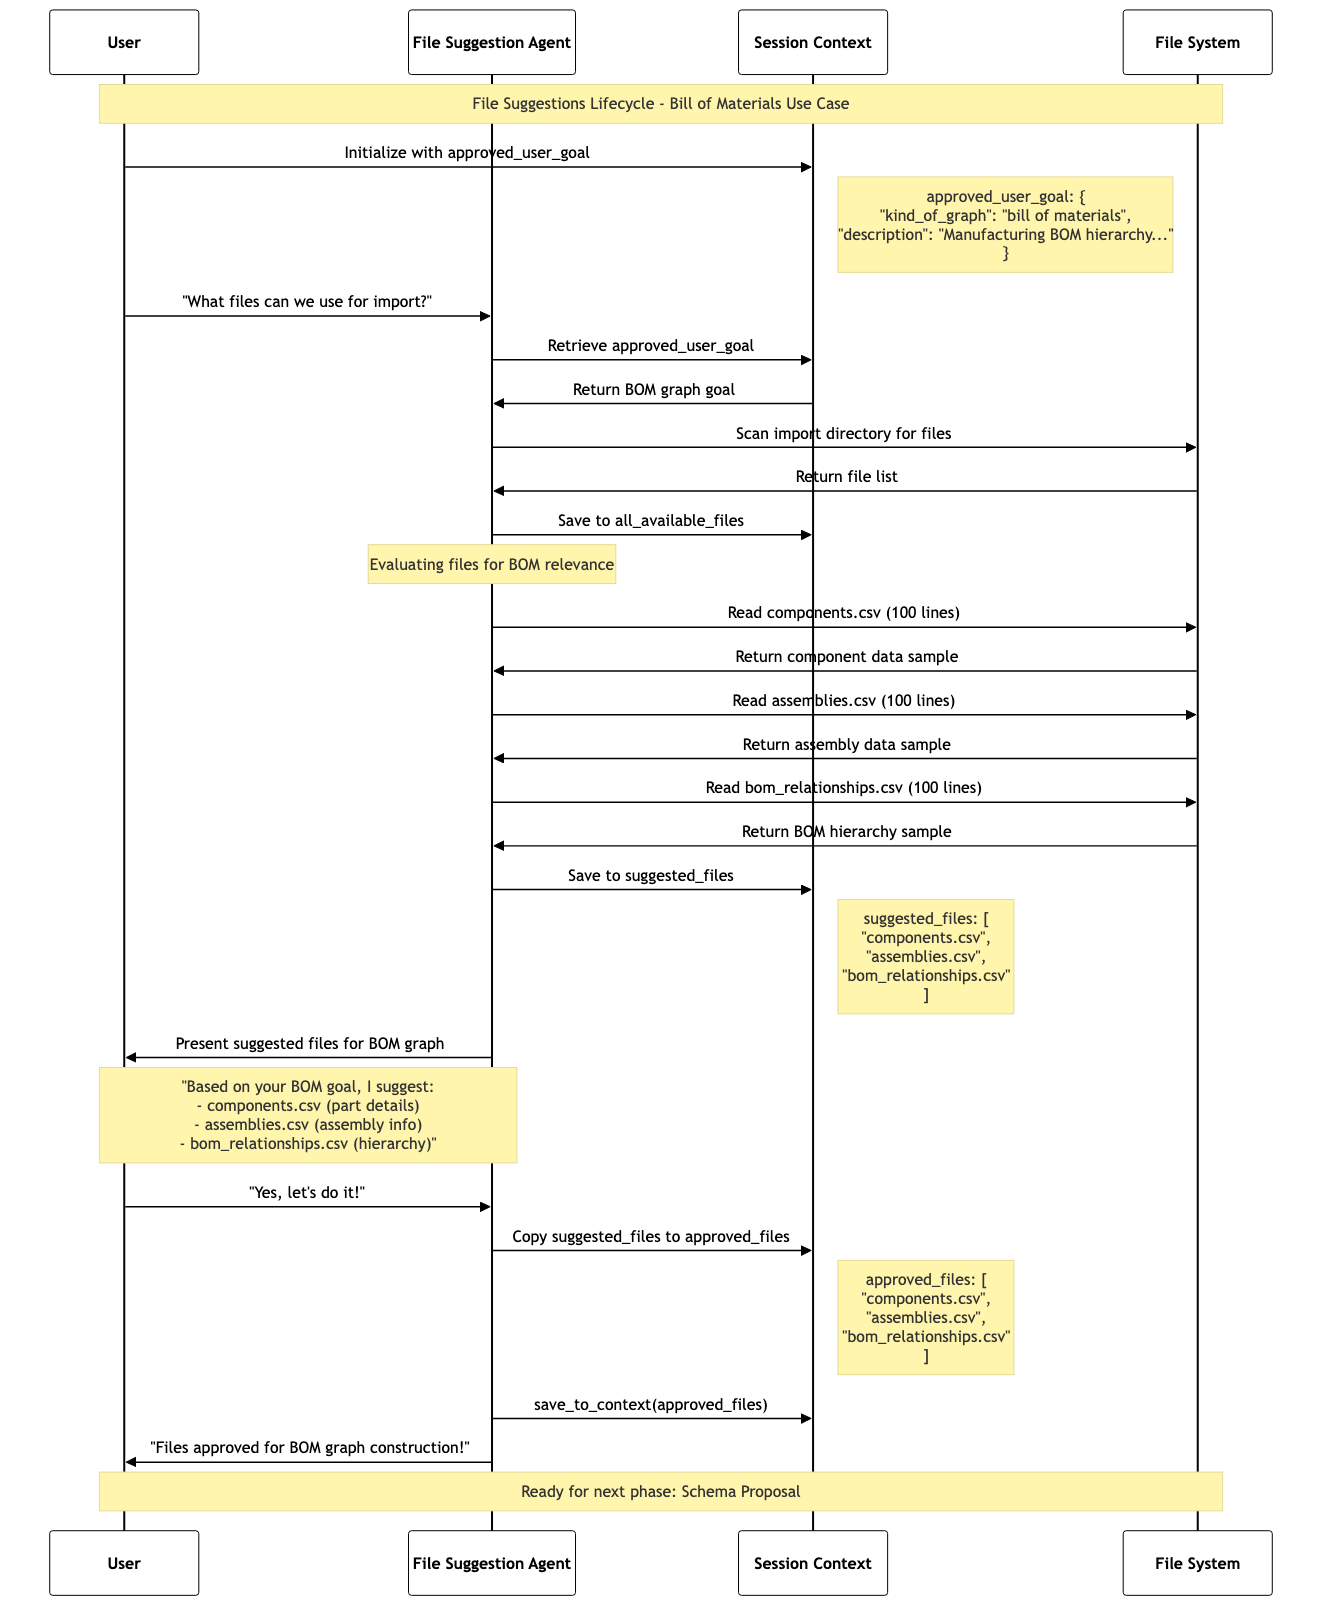 User
File Suggestion Agent
Session Context
File System
File Suggestions Lifecycle - Bill of Materials Use Case
Initialize with approved_user_goal
approved_user_goal: {
"kind_of_graph": "bill of materials",
"description": "Manufacturing BOM hierarchy..."
}
"What files can we use for import?"
Retrieve approved_user_goal
Return BOM graph goal
Scan import directory for files
Return file list
Save to all_available_files
Evaluating files for BOM relevance
Read components.csv (100 lines)
Return component data sample
Read assemblies.csv (100 lines)
Return assembly data sample
Read bom_relationships.csv (100 lines)
Return BOM hierarchy sample
Save to suggested_files
suggested_files: [
"components.csv",
"assemblies.csv",
"bom_relationships.csv"
]
Present suggested files for BOM graph
"Based on your BOM goal, I suggest:
- components.csv (part details)
- assemblies.csv (assembly info)
- bom_relationships.csv (hierarchy)"
"Yes, let's do it!"
Copy suggested_files to approved_files
approved_files: [
"components.csv",
"assemblies.csv",
"bom_relationships.csv"
]
save_to_context(approved_files)
"Files approved for BOM graph construction!"
Ready for next phase: Schema Proposal
User
File Suggestion Agent
Session Context
File System